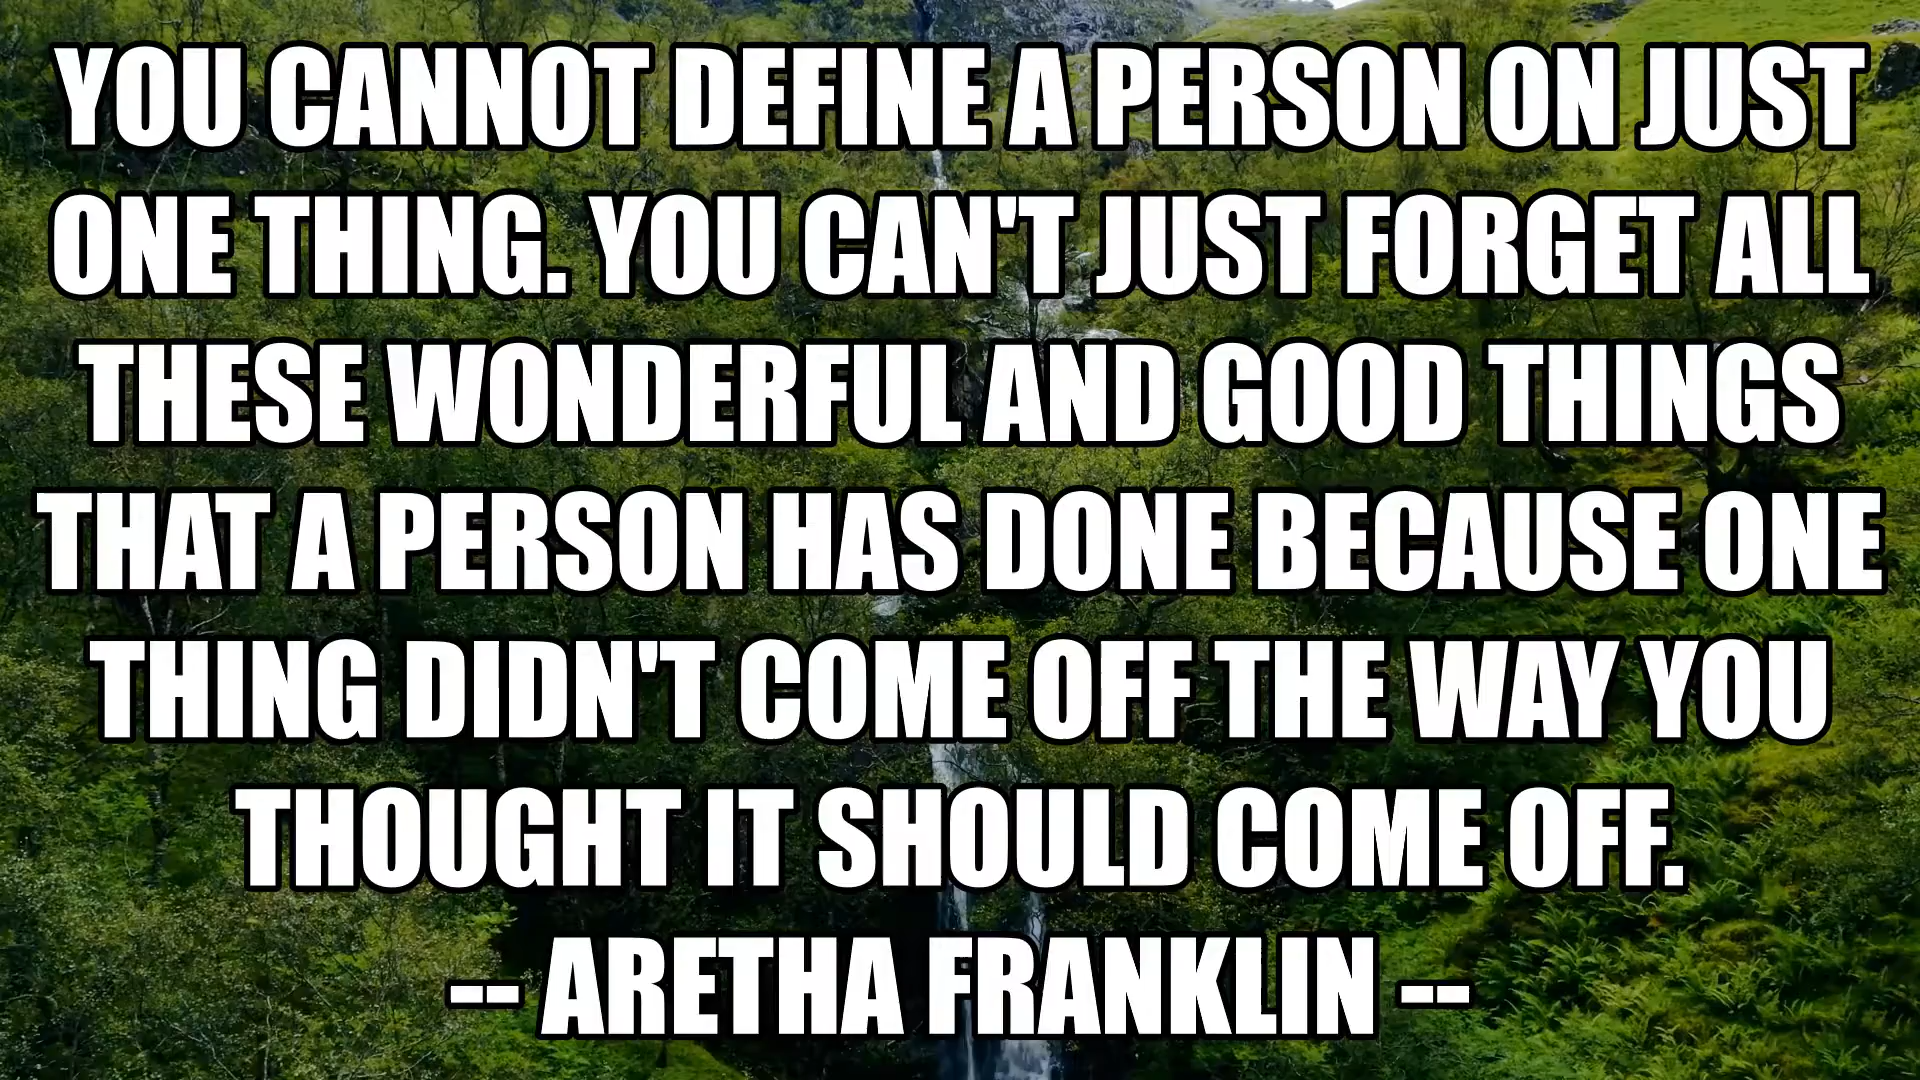 YOU CANNOT DEFINE A PERSON ON JUST
ONE THING. YOU CAN'T JUST FORGET ALL
THESE WONDERFUL AND GOOD THINGS
THAT A PERSON HAS DONE BECAUSE ONE
THING DIDN'T COME OFF THE WAY YOU
THOUGHT IT SHOULD COME OFF.
-- ARETHA FRANKLIN --